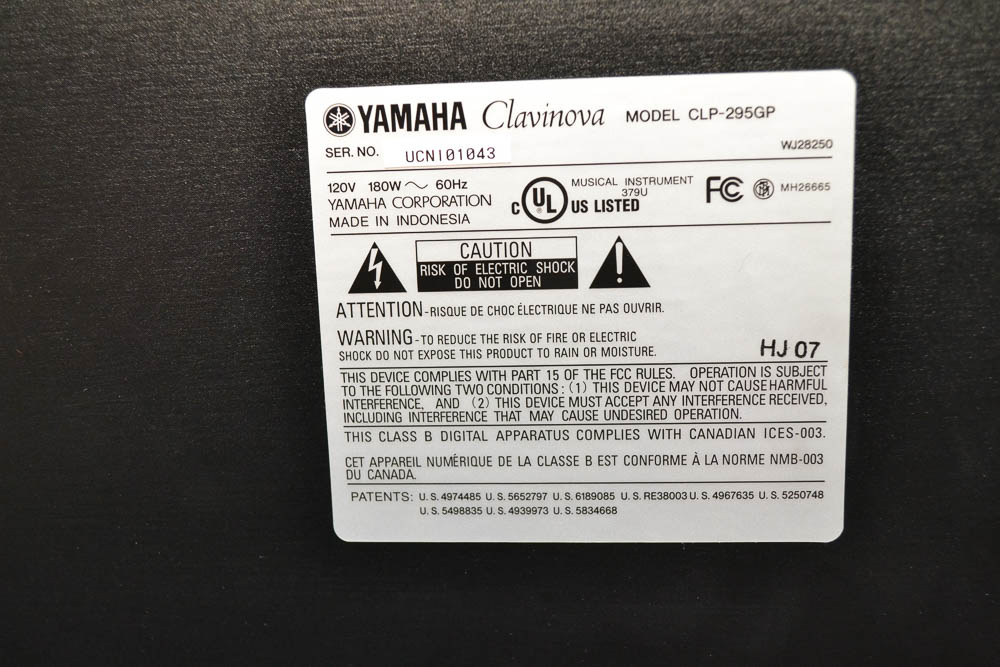 YAMAHA Clavinova MODEL CLP-295GP
SER. NO. UCNI01043 WJ28250
120V 180W ～ 60Hz
YAMAHA CORPORATION
MADE IN INDONESIA
C UL ® US LISTED
MUSICAL INSTRUMENT
379U
FC MH26665
CAUTION
RISK OF ELECTRIC SHOCK
DO NOT OPEN
ATTENTION - RISQUE DE CHOC ÉLECTRIQUE NE PAS OUVRIR.
WARNING - TO REDUCE THE RISK OF FIRE OR ELECTRIC
SHOCK DO NOT EXPOSE THIS PRODUCT TO RAIN OR MOISTURE.
HJ 07
THIS DEVICE COMPLIES WITH PART 15 OF THE FCC RULES. OPERATION IS SUBJECT
TO THE FOLLOWING TWO CONDITIONS : (1) THIS DEVICE MAY NOT CAUSE HARMFUL
INTERFERENCE, AND (2) THIS DEVICE MUST ACCEPT ANY INTERFERENCE RECEIVED,
INCLUDING INTERFERENCE THAT MAY CAUSE UNDESIRED OPERATION.
THIS CLASS B DIGITAL APPARATUS COMPLIES WITH CANADIAN ICES-003.
CET APPAREIL NUMÉRIQUE DE LA CLASSE B EST CONFORME À LA NORME NMB-003
DU CANADA.
PATENTS: U. S. 4974485 U. S. 5652797 U. S. 6189085 U. S. RE38003 U. S. 4967635 U. S. 5250748
U. S. 5498835 U. S. 4939973 U. S. 5834668